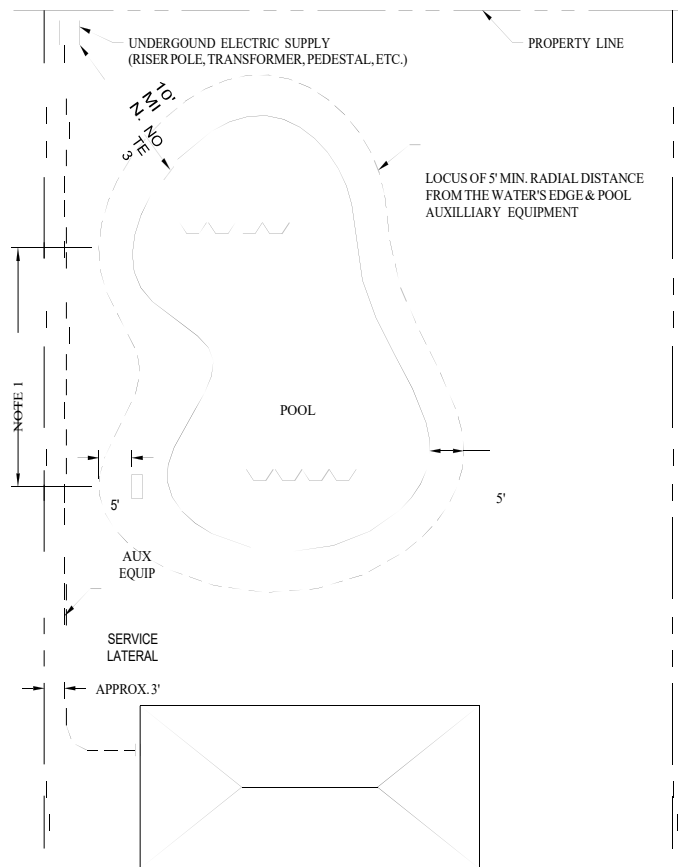 UNDERGOUND ELECTRIC SUPPLY
(RISER POLE, TRANSFORMER, PEDESTAL, ETC.)
PROPERTY LINE
10'
MIN.
NOTE
3
LOCUS OF 5' MIN. RADIAL DISTANCE
FROM THE WATER'S EDGE & POOL
AUXILLIARY EQUIPMENT
NOTE 1
POOL
5'
5'
AUX
EQUIP
SERVICE
LATERAL
APPROX. 3'